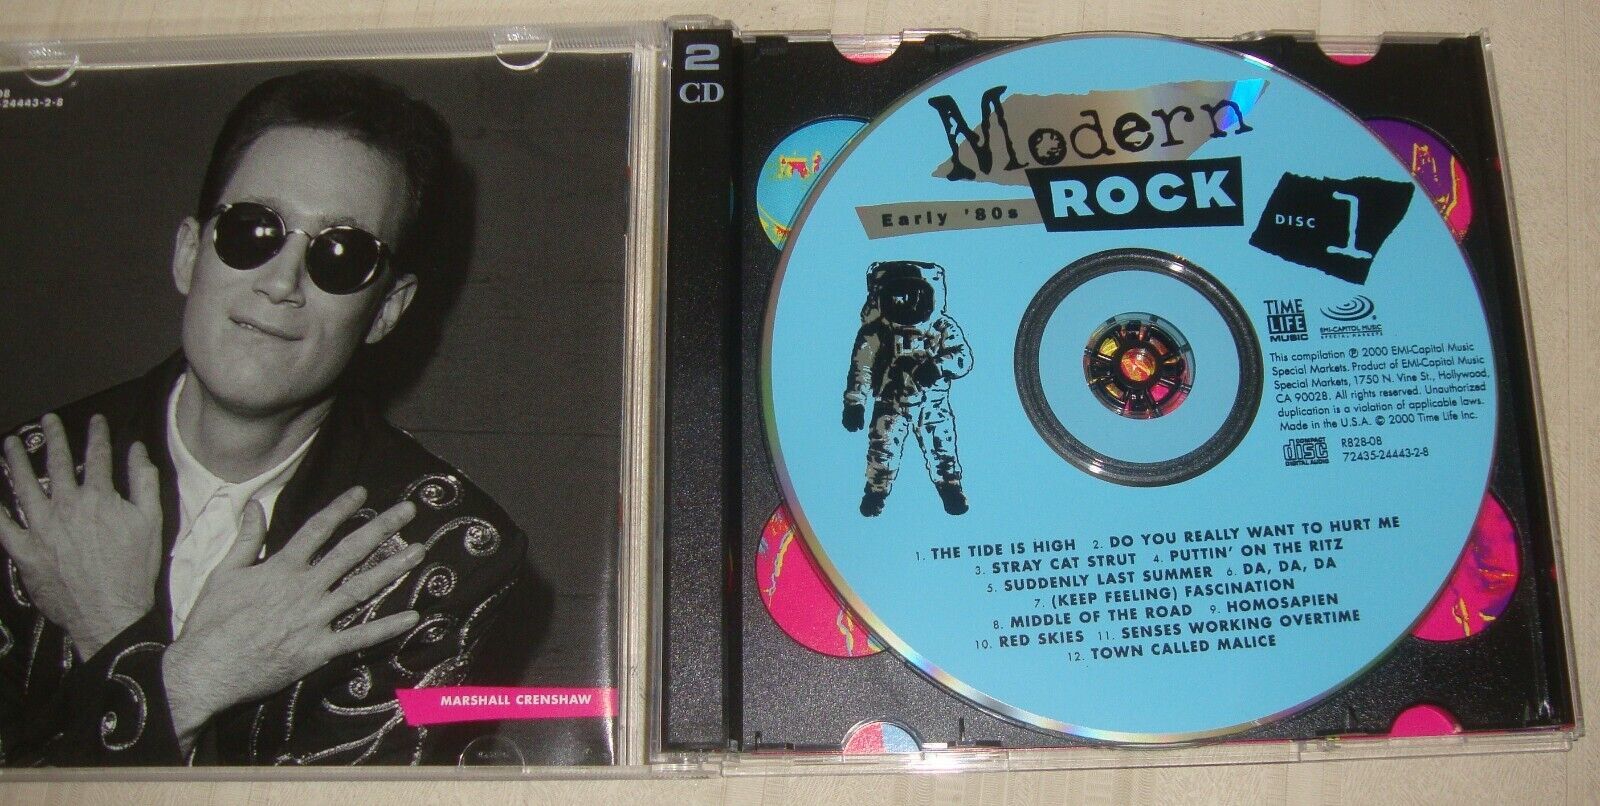 08
-24443-2-8
MARSHALL CRENSHAW
2
CD
Modern
ROCK
Early '80s
DISC 1
TIME
LIFE
MUSIC
EMI-CAPITOL MUSIC
SPECIAL MARKETS
This compilation ℗ 2000 EMI-Capitol Music
Special Markets. Product of EMI-Capitol Music
Special Markets, 1750 N. Vine St., Hollywood,
CA 90028. All rights reserved. Unauthorized
duplication is a violation of applicable laws.
Made in the U.S.A. © 2000 Time Life Inc.
COMPACT
disc
DIGITAL AUDIO
R828-08
72435-24443-2-8
1. THE TIDE IS HIGH 2. DO YOU REALLY WANT TO HURT ME
3. STRAY CAT STRUT 4. PUTTIN' ON THE RITZ
5. SUDDENLY LAST SUMMER 6. DA, DA, DA
7. (KEEP FEELING) FASCINATION
8. MIDDLE OF THE ROAD 9. HOMOSAPIEN
10. RED SKIES 11. SENSES WORKING OVERTIME
12. TOWN CALLED MALICE